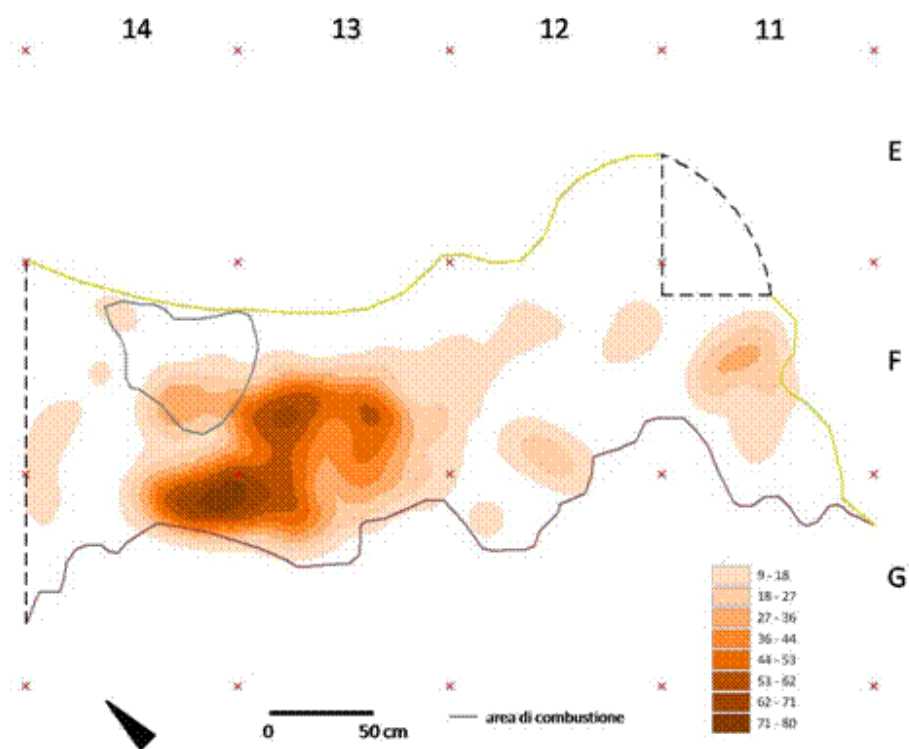 14 13 12 11
E
F
G
9 - 18
18 - 27
27 - 36
36 - 44
44 - 53
53 - 62
62 - 71
71 - 80
0 50 cm
area di combustione